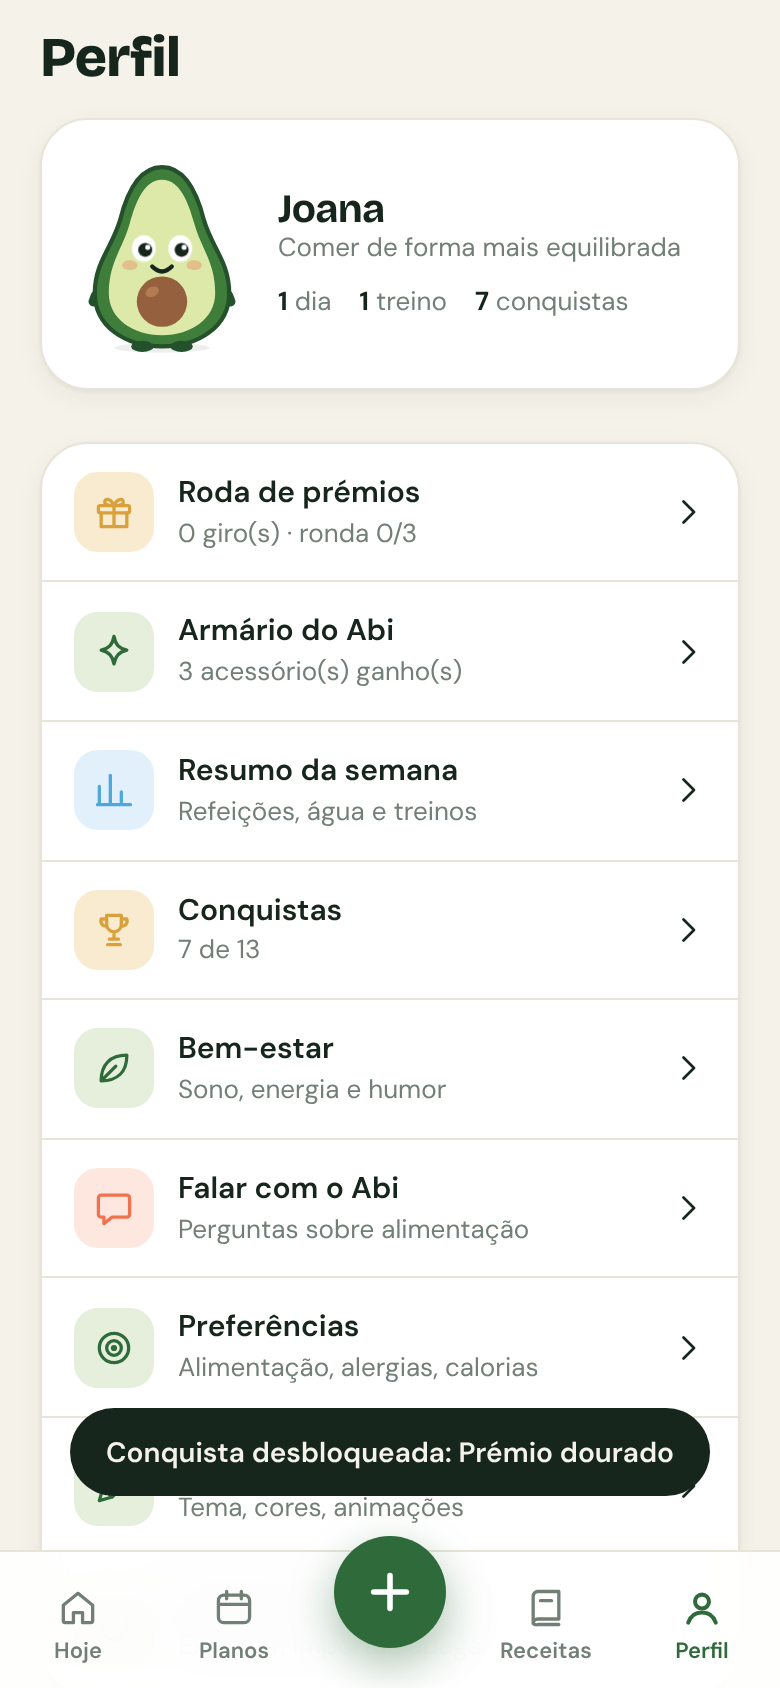 Perfil
Joana
Comer de forma mais equilibrada
1 dia 1 treino 7 conquistas
Roda de prémios
0 giro(s) · ronda 0/3
Armário do Abi
3 acessório(s) ganho(s)
Resumo da semana
Refeições, água e treinos
Conquistas
7 de 13
Bem-estar
Sono, energia e humor
Falar com o Abi
Perguntas sobre alimentação
Preferências
Alimentação, alergias, calorias
Conquista desbloqueada: Prémio dourado
Tema, cores, animações
Hoje
Planos
Receitas
Perfil